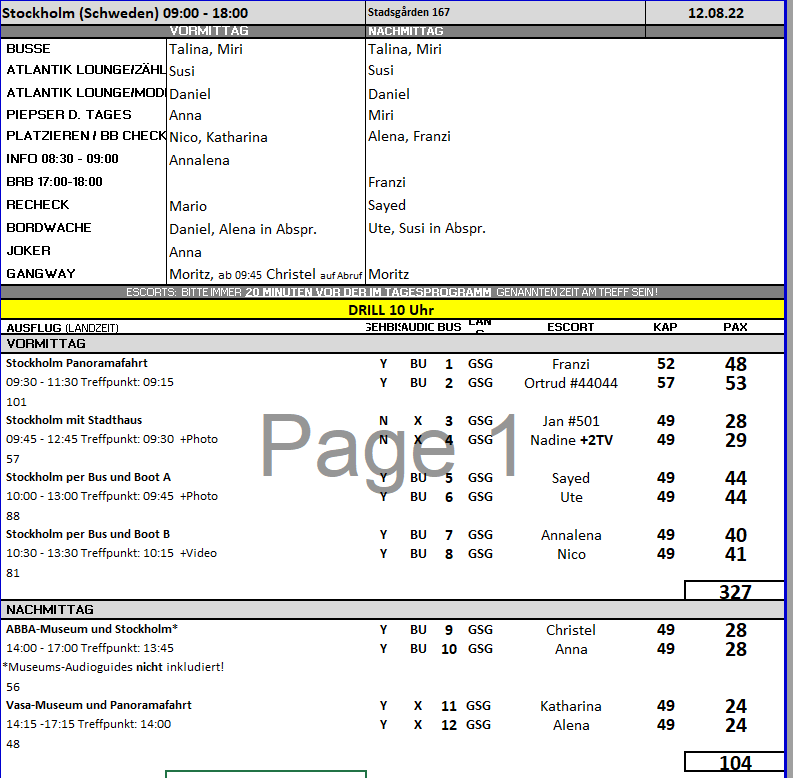 Stockholm (Schweden) 09:00 - 18:00 Stadsgården 167 12.08.22
VORMITTAG NACHMITTAG
BUSSE Talina, Miri Talina, Miri
ATLANTIK LOUNGE/ZÄHL Susi Susi
ATLANTIK LOUNGE/MODI Daniel Daniel
PIEPSER D. TAGES Anna Miri
PLATZIEREN / BB CHECK Nico, Katharina Alena, Franzi
INFO 08:30 - 09:00 Annalena
BRB 17:00-18:00 Franzi
RECHECK Mario Sayed
BORDWACHE Daniel, Alena in Abspr. Ute, Susi in Abspr.
JOKER Anna
GANGWAY Moritz, ab 09:45 Christel auf Abruf Moritz
ESCORTS: BITTE IMMER 20 MINUTEN VOR DER IM TAGESPROGRAMM GENANNTEN ZEIT AM TREFF SEIN!
DRILL 10 Uhr
AUSFLUG (LANDZEIT) GEHBI AUDIO BUS LAN ESCORT KAP PAX
VORMITTAG
Stockholm Panoramafahrt Y BU 1 GSG Franzi 52 48
09:30 - 11:30 Treffpunkt: 09:15 Y BU 2 GSG Ortrud #44044 57 53
101
Stockholm mit Stadthaus N X 3 GSG Jan #501 49 28
09:45 - 12:45 Treffpunkt: 09:30 +Photo N X 4 GSG Nadine +2TV 49 29
57
Page 1
Stockholm per Bus und Boot A Y BU 5 GSG Sayed 49 44
10:00 - 13:00 Treffpunkt: 09:45 +Photo Y BU 6 GSG Ute 49 44
88
Stockholm per Bus und Boot B Y BU 7 GSG Annalena 49 40
10:30 - 13:30 Treffpunkt: 10:15 +Video Y BU 8 GSG Nico 49 41
81
327
NACHMITTAG
ABBA-Museum und Stockholm* Y BU 9 GSG Christel 49 28
14:00 - 17:00 Treffpunkt: 13:45 Y BU 10 GSG Anna 49 28
*Museums-Audioguides nicht inkludiert!
56
Vasa-Museum und Panoramafahrt Y X 11 GSG Katharina 49 24
14:15 -17:15 Treffpunkt: 14:00 Y X 12 GSG Alena 49 24
48
104